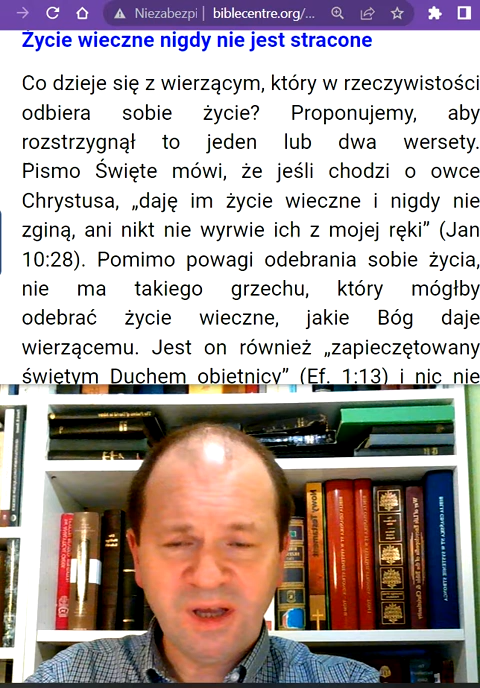 Niezabezpi
biblecentre.org/...
Życie wieczne nigdy nie jest stracone
Co dzieje się z wierzącym, który w rzeczywistości
odbiera sobie życie? Proponujemy, aby
rozstrzygnął to jeden lub dwa wersety.
Pismo Święte mówi, że jeśli chodzi o owce
Chrystusa, „daję im życie wieczne i nigdy nie
zginą, ani nikt nie wyrwie ich z mojej ręki” (Jan
10:28). Pomimo powagi odebrania sobie życia,
nie ma takiego grzechu, który mógłby
odebrać życie wieczne, jakie Bóg daje
wierzącemu. Jest on również „zapieczętowany
świętym Duchem obietnicy” (Ef. 1:13) i nic nie